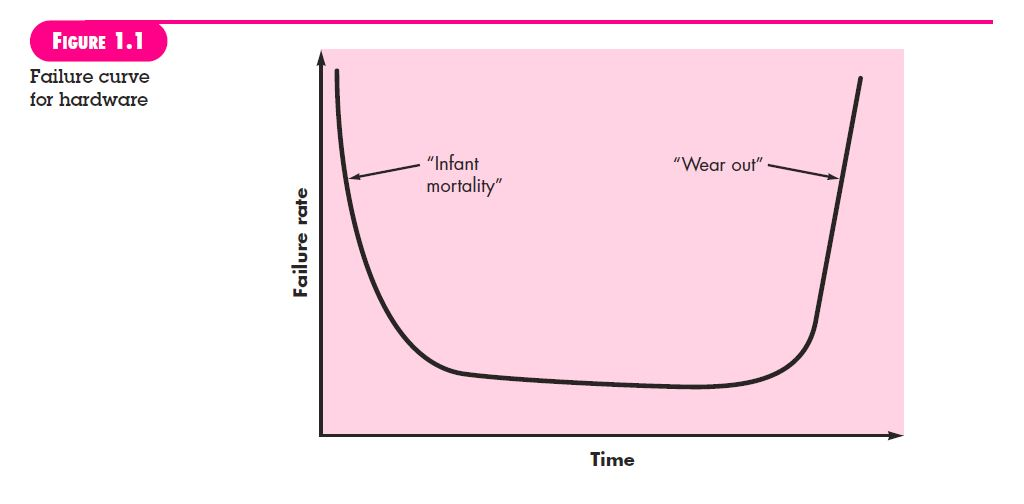 FIGURE 1.1
Failure curve
for hardware
"Infant
mortality"
"Wear out"
Failure rate
Time